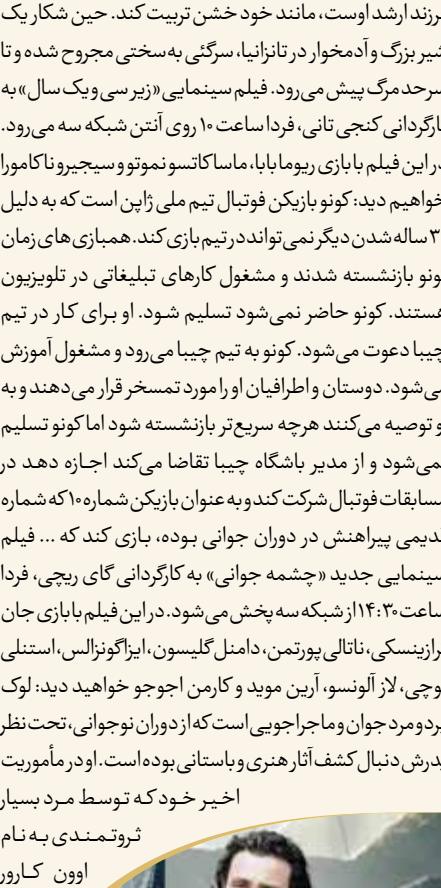 فرزند ارشد اوست، مانند خود خشن تربیت کند. حین شکار یک
شیر بزرگ و آدمخوار در تانزانیا، سرگئی به‌سختی مجروح شده و تا
سرحد مرگ پیش می‌رود. فیلم سینمایی «زیر سی و یک سال» به
کارگردانی کنجی تانی، فردا ساعت ۱۰ روی آنتن شبکه سه می‌رود.
در این فیلم با بازی ریوما بابا، ماساکاتسو نموتو و سیجیرو ناکامورا
خواهیم دید: کونو بازیکن فوتبال تیم ملی ژاپن است که به دلیل
ساله شدن دیگر نمی‌تواند در تیم بازی کند. همبازی های زمان
کونو بازنشسته شدند و مشغول کارهای تبلیغاتی در تلویزیون
هستند. کونو حاضر نمی‌شود تسلیم شود. او برای کار در تیم
چیبا دعوت می‌شود. کونو به تیم چیبا می‌رود و مشغول آموزش
می‌شود. دوستان و اطرافیان او را مورد تمسخر قرار می‌دهند و به
او توصیه می‌کنند هرچه سریع‌تر بازنشسته شود اما کونو تسلیم
نمی‌شود و از مدیر باشگاه چیبا تقاضا می‌کند اجازه دهد در
مسابقات فوتبال شرکت کند و به عنوان بازیکن شماره ۱۰ که شماره
قدیمی پیراهنش در دوران جوانی بوده، بازی کند که ... فیلم
سینمایی جدید «چشمه جوانی» به کارگردانی گای ریچی، فردا
ساعت ۱۴:۳۰ از شبکه سه پخش می‌شود. در این فیلم با بازی جان
کرازینسکی، ناتالی پورتمن، دامنل گلیسون، ایزا گونزالس، استنلی
توچی، لاز آلونسو، آرین موید و کارمن اجوجو خواهید دید: لوک
پردو مرد جوان و ماجراجویی است که از دوران نوجوانی، تحت نظر
پدرش دنبال کشف آثار هنری و باستانی بوده است. او در مأموریت
اخیر خود که توسط مرد بسیار
ثروتمندی به نام
اوون کارور